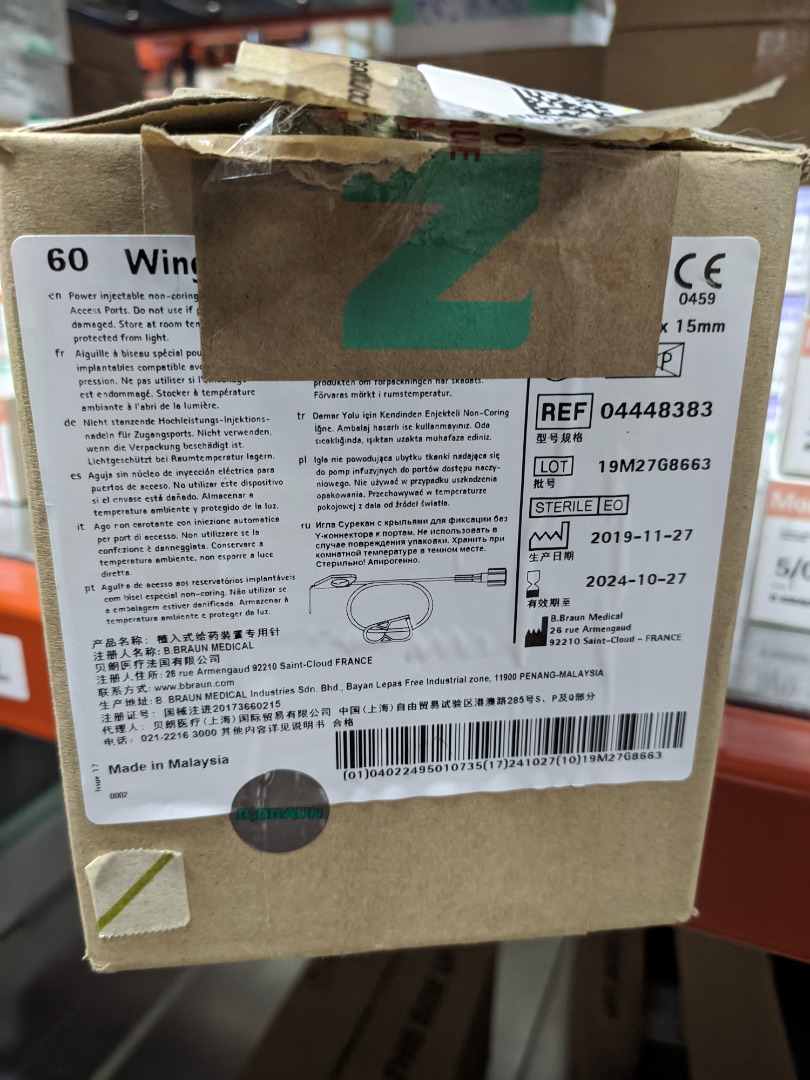 60 Wing
CE
0459
en Power injectable non-coring
Access Ports. Do not use if
damaged. Store at room
protected from light.
x 15mm
fr Aiguille à biseau spécial
implantables compatible
pression. Ne pas utiliser si
est endommagé. Stocker à température
ambiante à l'abri de la lumière.
de Nicht stanzende Hochleistungs-Injektions-
nadeln für Zugangsports. Nicht verwenden,
wenn die Verpackung beschädigt ist.
Lichtgeschützt bei Raumtemperatur lagern.
es Aguja sin núcleo de inyección eléctrica para
puertos de acceso. No utilizar este dispositivo
si el envase está dañado. Almacenar a
temperatura ambiente y protegido de la luz.
it Ago non carotante con iniezione automatica
per port di accesso. Non utilizzare se la
confezione è danneggiata. Conservare a
temperatura ambiente, non esporre a luce
diretta.
pt Agulha de acesso aos reservatórios implantáveis
com bisel especial non-coring. Não utilizar se
a embalagem estiver danificada. Armazenar à
temperatura ambiente e proteger da luz.
produkten om förpackningen har skadats.
Förvaras mörkt i rumstemperatur.
tr Damar Yolu için Kendinden Enjekteli Non-Coring
İğne. Ambalaj hasarlı ise kullanmayınız. Oda
sıcaklığında, ışıktan uzakta muhafaza ediniz.
pl Igła nie powodująca ubytku tkanki nadająca się
do pomp infuzyjnych do portów dostępu naczy-
niowego. Nie używać w przypadku uszkodzenia
opakowania. Przechowywać w temperaturze
pokojowej z dala od źródeł światła.
ru Игла Сурекан с крыльями для фиксации без
Y-коннектора к портам. Не использовать в
случае повреждения упаковки. Хранить при
комнатной температуре в темном месте.
Стерильно! Апирогенно.
P
REF 04448383
型号规格
LOT 19M27G8663
批号
STERILE EO
2019-11-27
生产日期
2024-10-27
有效期至
B.Braun Medical
26 rue Armengaud
92210 Saint-Cloud - FRANCE
产品名称: 植入式给药装置专用针
注册人名称: B.BRAUN MEDICAL
贝朗医疗法国有限公司
注册人住所: 26 rue Armengaud 92210 Saint-Cloud FRANCE
联系方式: www.bbraun.com
生产地址: B. BRAUN MEDICAL Industries Sdn. Bhd., Bayan Lepas Free Industrial zone, 11900 PENANG-MALAYSIA
注册证号: 国械注进20173660215
代理人: 贝朗医疗(上海)国际贸易有限公司 中国(上海)自由贸易试验区港澳路285号S、P及Q部分
电话: 021-2216 3000 其他内容详见说明书 合格
Issue 17
Made in Malaysia
(01)04022495010735(17)241027(10)19M27G8663
0002
B|BRAUN